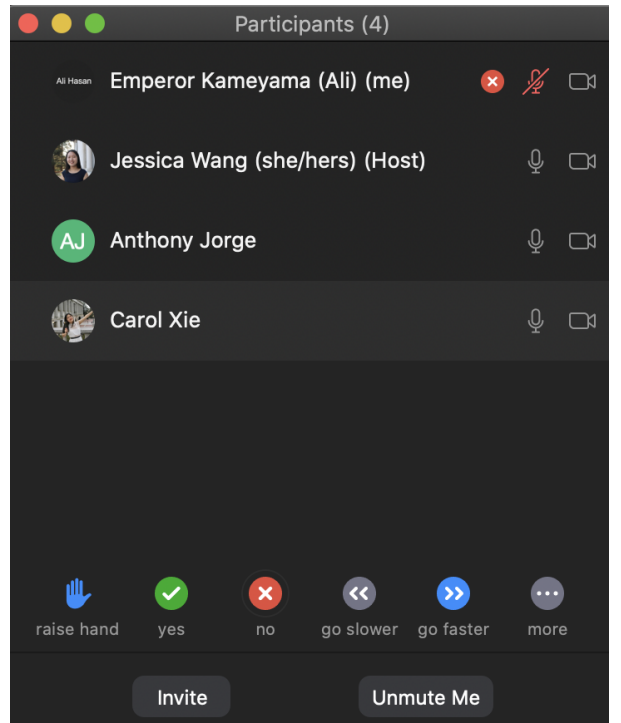 Participants (4)
Ali Hasan
Emperor Kameyama (Ali) (me)
Jessica Wang (she/hers) (Host)
AJ
Anthony Jorge
Carol Xie
raise hand yes no go slower go faster more
Invite Unmute Me